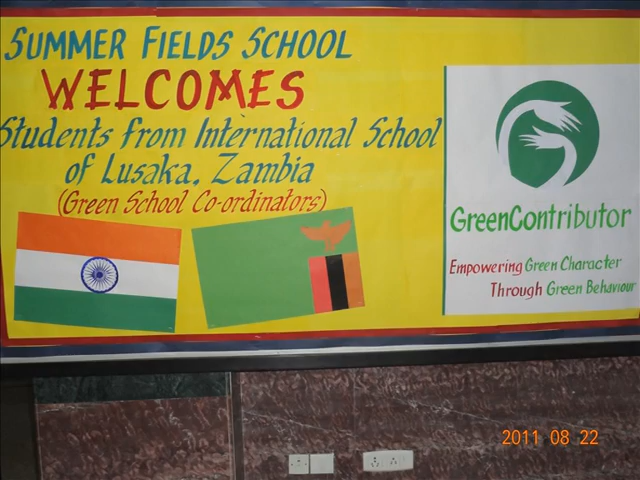 SUMMER FIELDS SCHOOL
WELCOMES
Students from International School
of Lusaka, Zambia
(Green School Co-ordinators)
GreenContributor
Empowering Green Character
Through Green Behaviour
2011 08 22